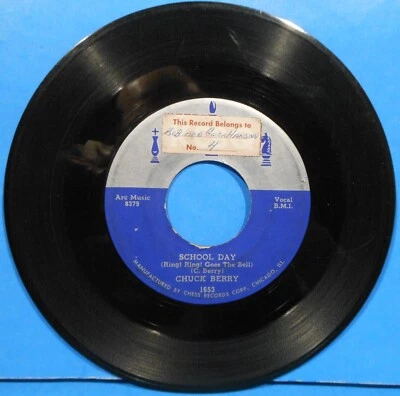 This Record Belongs to
No. 4
Arc Music
8379
Vocal
B.M.I.
SCHOOL DAY
(Ring! Ring! Goes The Bell)
(C. Berry)
CHUCK BERRY
1653
MANUFACTURED BY CHESS RECORDS CORP., CHICAGO, ILL.